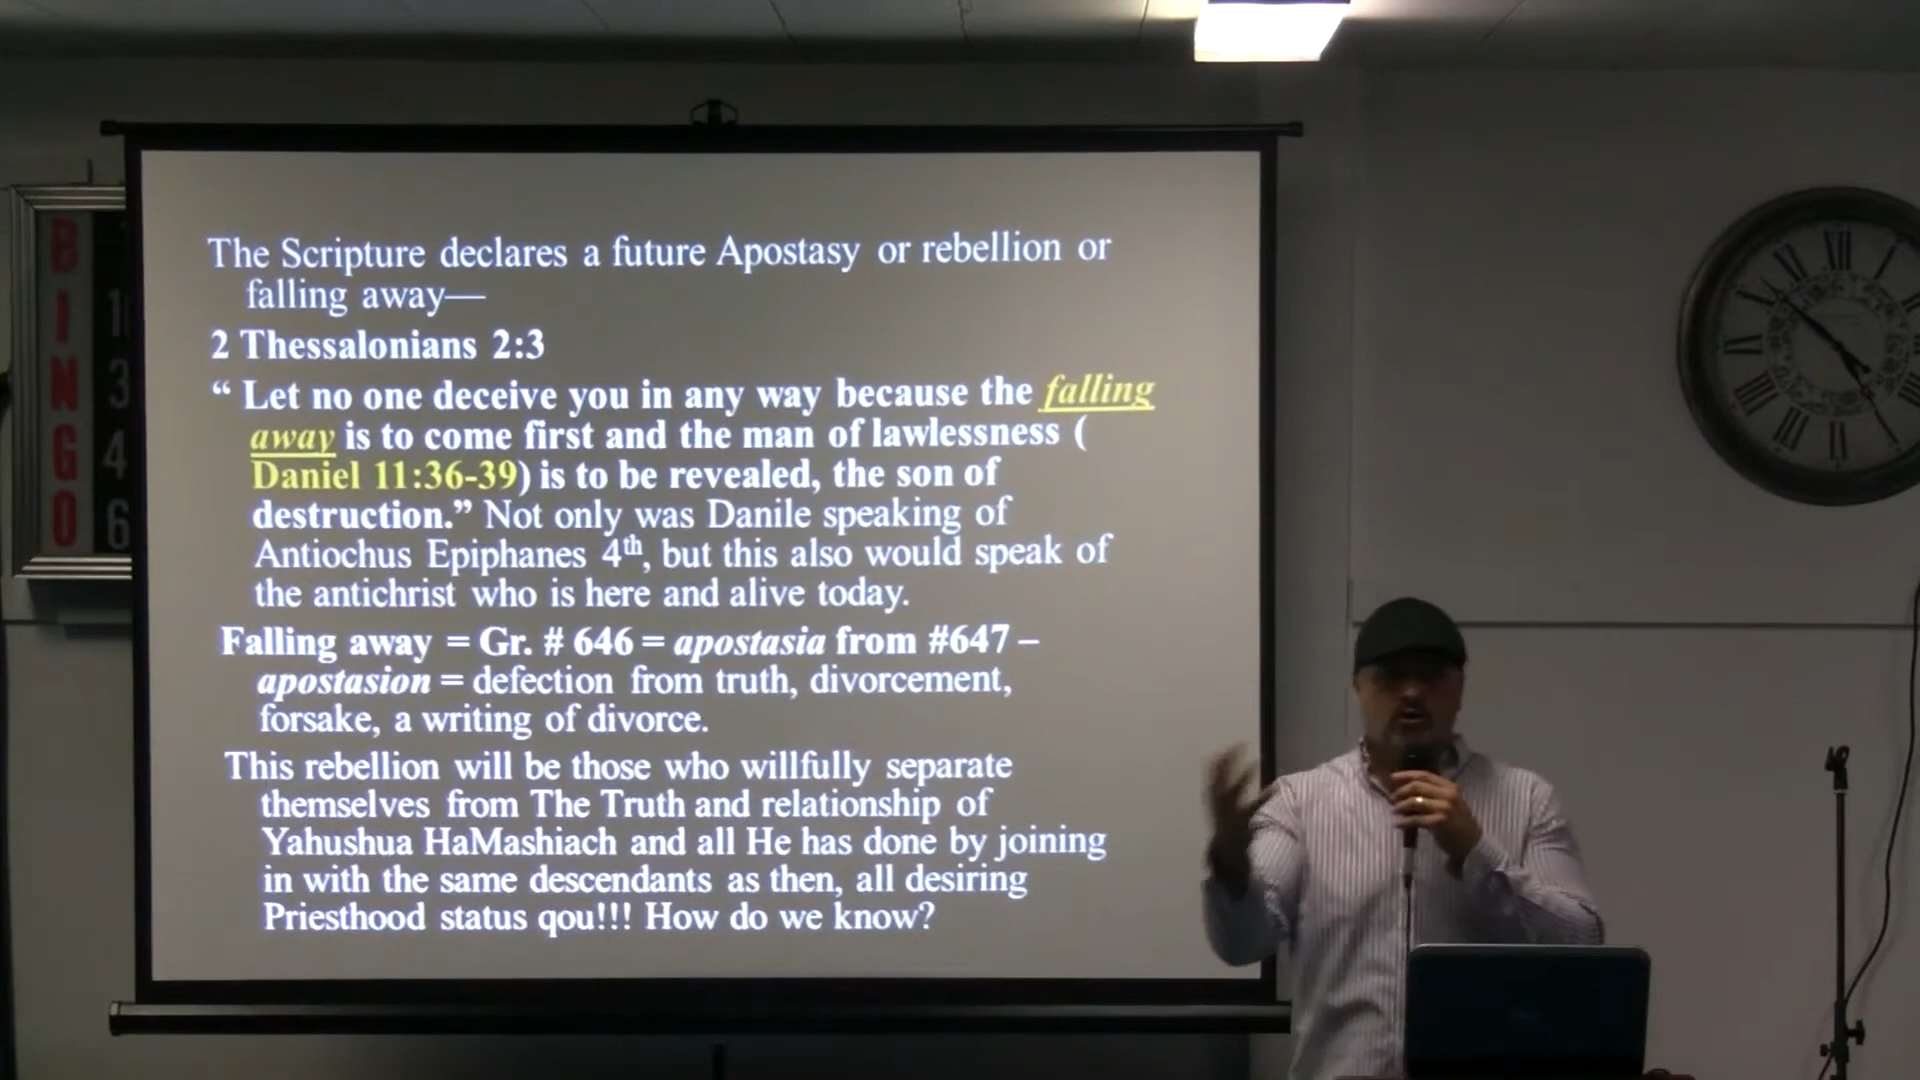 The Scripture declares a future Apostasy or rebellion or
falling away—
2 Thessalonians 2:3
“ Let no one deceive you in any way because the falling
away is to come first and the man of lawlessness (
Daniel 11:36-39) is to be revealed, the son of
destruction.” Not only was Danile speaking of
Antiochus Epiphanes 4th, but this also would speak of
the antichrist who is here and alive today.
Falling away = Gr. # 646 = apostasia from #647 –
apostasion = defection from truth, divorcement,
forsake, a writing of divorce.
This rebellion will be those who willfully separate
themselves from The Truth and relationship of
Yahushua HaMashiach and all He has done by joining
in with the same descendants as then, all desiring
Priesthood status qou!!! How do we know?
B
I
N 3
G 4
O 6